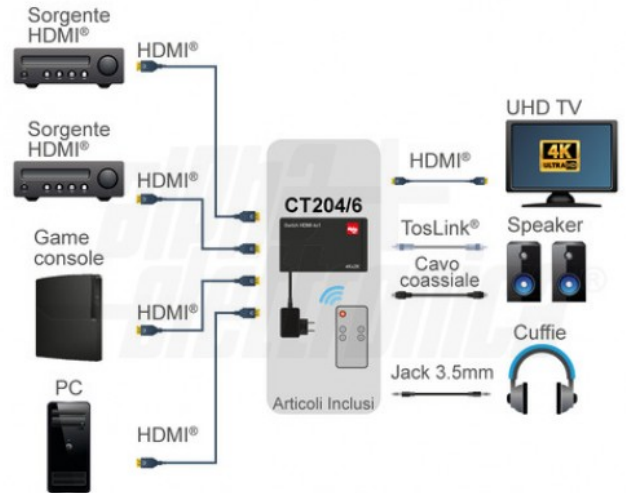 Sorgente
HDMI®
HDMI®
Sorgente
HDMI®
HDMI®
Game
console
HDMI®
PC
HDMI®
CT204/6
Switch HDMI 4x1
Articoli Inclusi
HDMI®
UHD TV
4K
ULTRA HD
TosLink®
Speaker
Cavo
coassiale
Cuffie
Jack 3.5mm